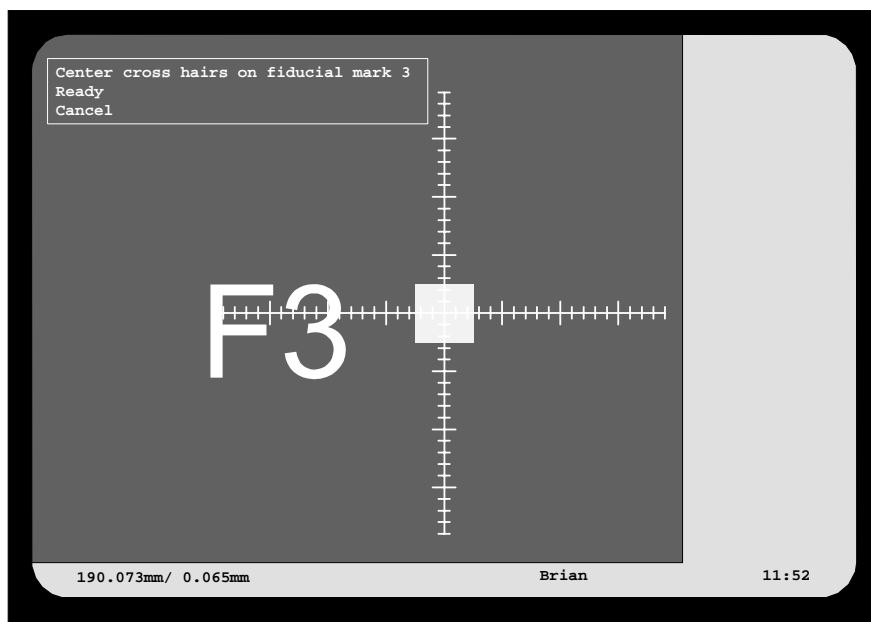 Center cross hairs on fiducial mark 3
Ready
Cancel
F3
190.073mm/ 0.065mm Brian 11:52